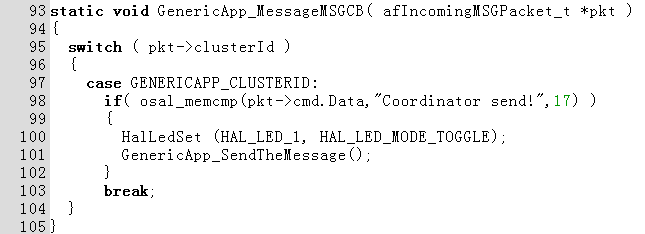 93 static void GenericApp_MessageMSGCB( afIncomingMSGPacket_t *pkt )
94 {
95   switch ( pkt->clusterId )
96   {
97     case GENERICAPP_CLUSTERID:
98       if( osal_memcmp(pkt->cmd.Data,"Coordinator send!",17) )
99       {
100         HalLedSet (HAL_LED_1, HAL_LED_MODE_TOGGLE);
101         GenericApp_SendTheMessage();
102       }
103       break;
104   }
105 }